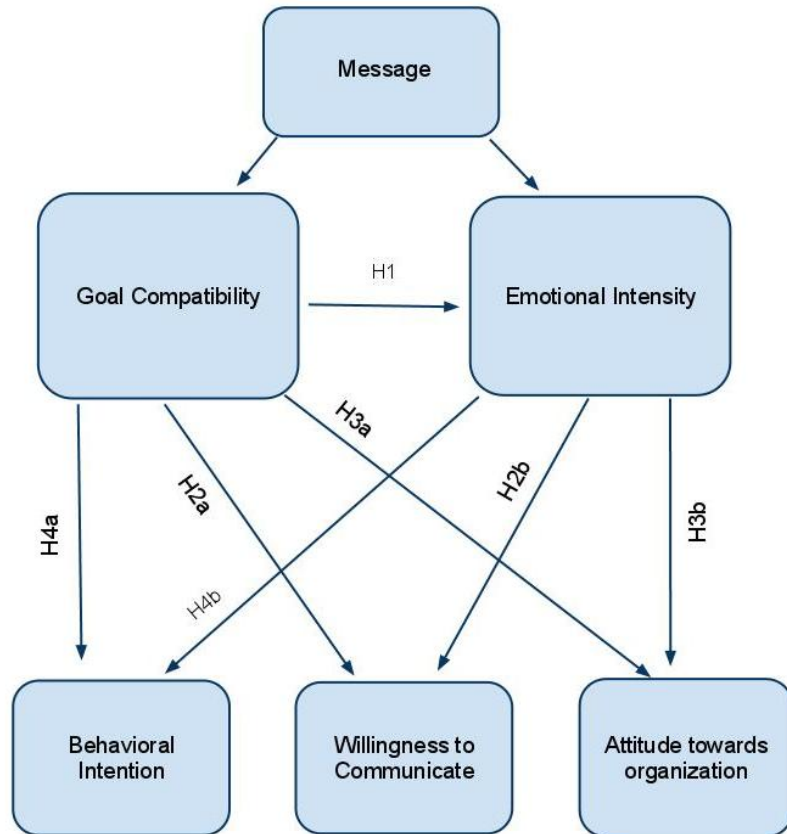 Message
Goal Compatibility
H1
Emotional Intensity
H4a
H2a
H3a
H4b
H2b
H3b
Behavioral
Intention
Willingness to
Communicate
Attitude towards
organization